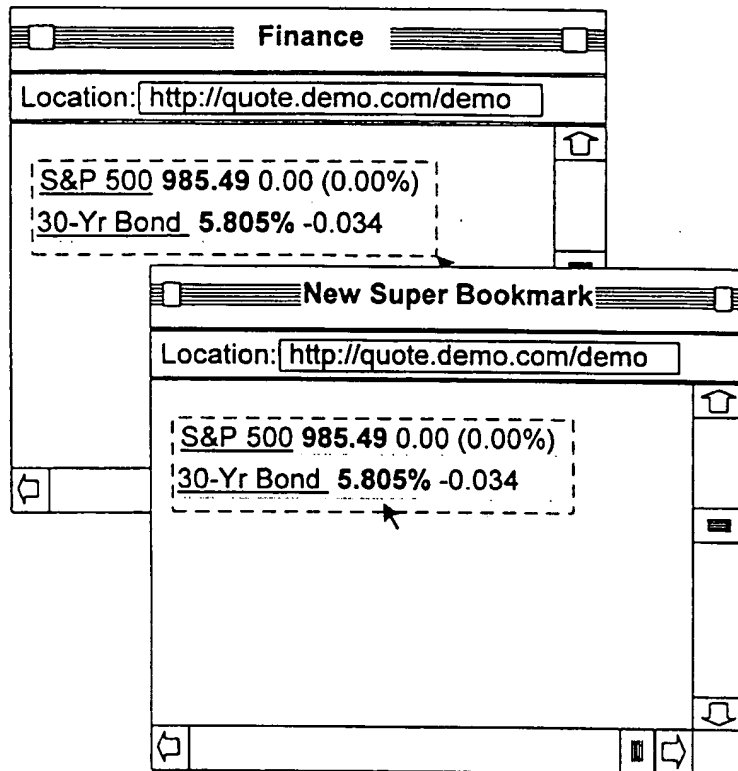 Finance
Location: http://quote.demo.com/demo
S&P 500 985.49 0.00 (0.00%)
30-Yr Bond 5.805% -0.034
New Super Bookmark
Location: http://quote.demo.com/demo
S&P 500 985.49 0.00 (0.00%)
30-Yr Bond 5.805% -0.034